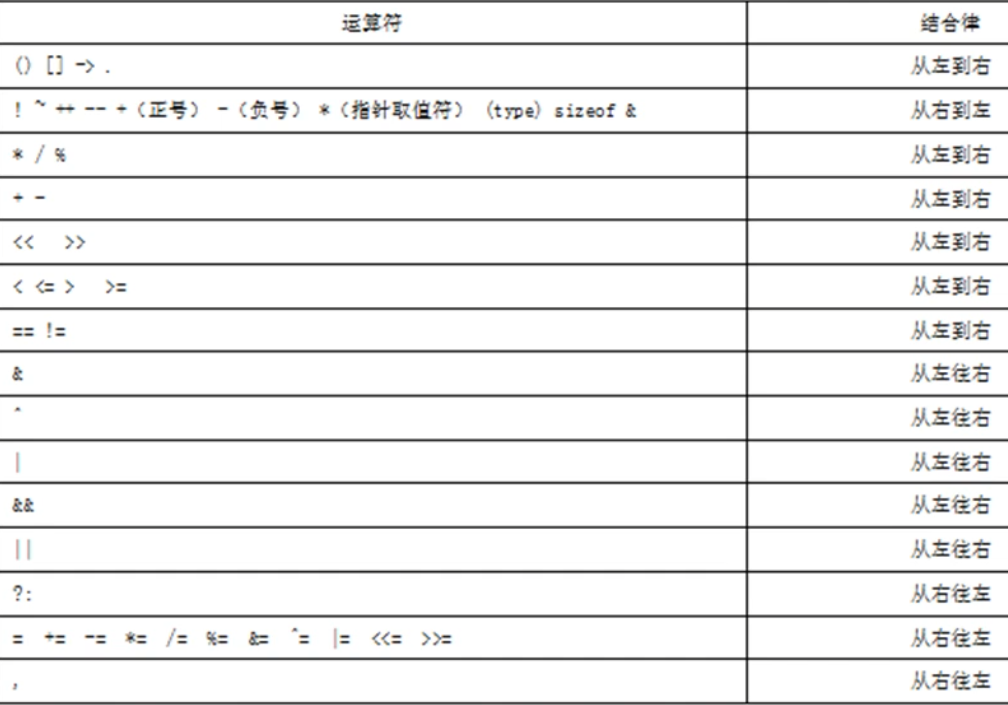 运算符 结合律
() [] -> . 从左到右
! ~ ++ -- +（正号） -（负号） *（指针取值符） (type) sizeof & 从右到左
* / % 从左到右
+ - 从左到右
<< >> 从左到右
< <= > >= 从左到右
== != 从左到右
& 从左往右
^ 从左往右
| 从左往右
&& 从左往右
|| 从左往右
?: 从右往左
= += -= *= /= %= &= ^= |= <<= >>= 从右往左
, 从右往左